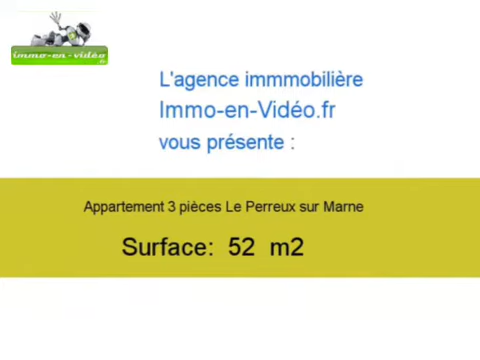 immo-en-vidéo
.fr
L'agence immmobilière
Immo-en-Vidéo.fr
vous présente :
Appartement 3 pièces Le Perreux sur Marne
Surface: 52 m2